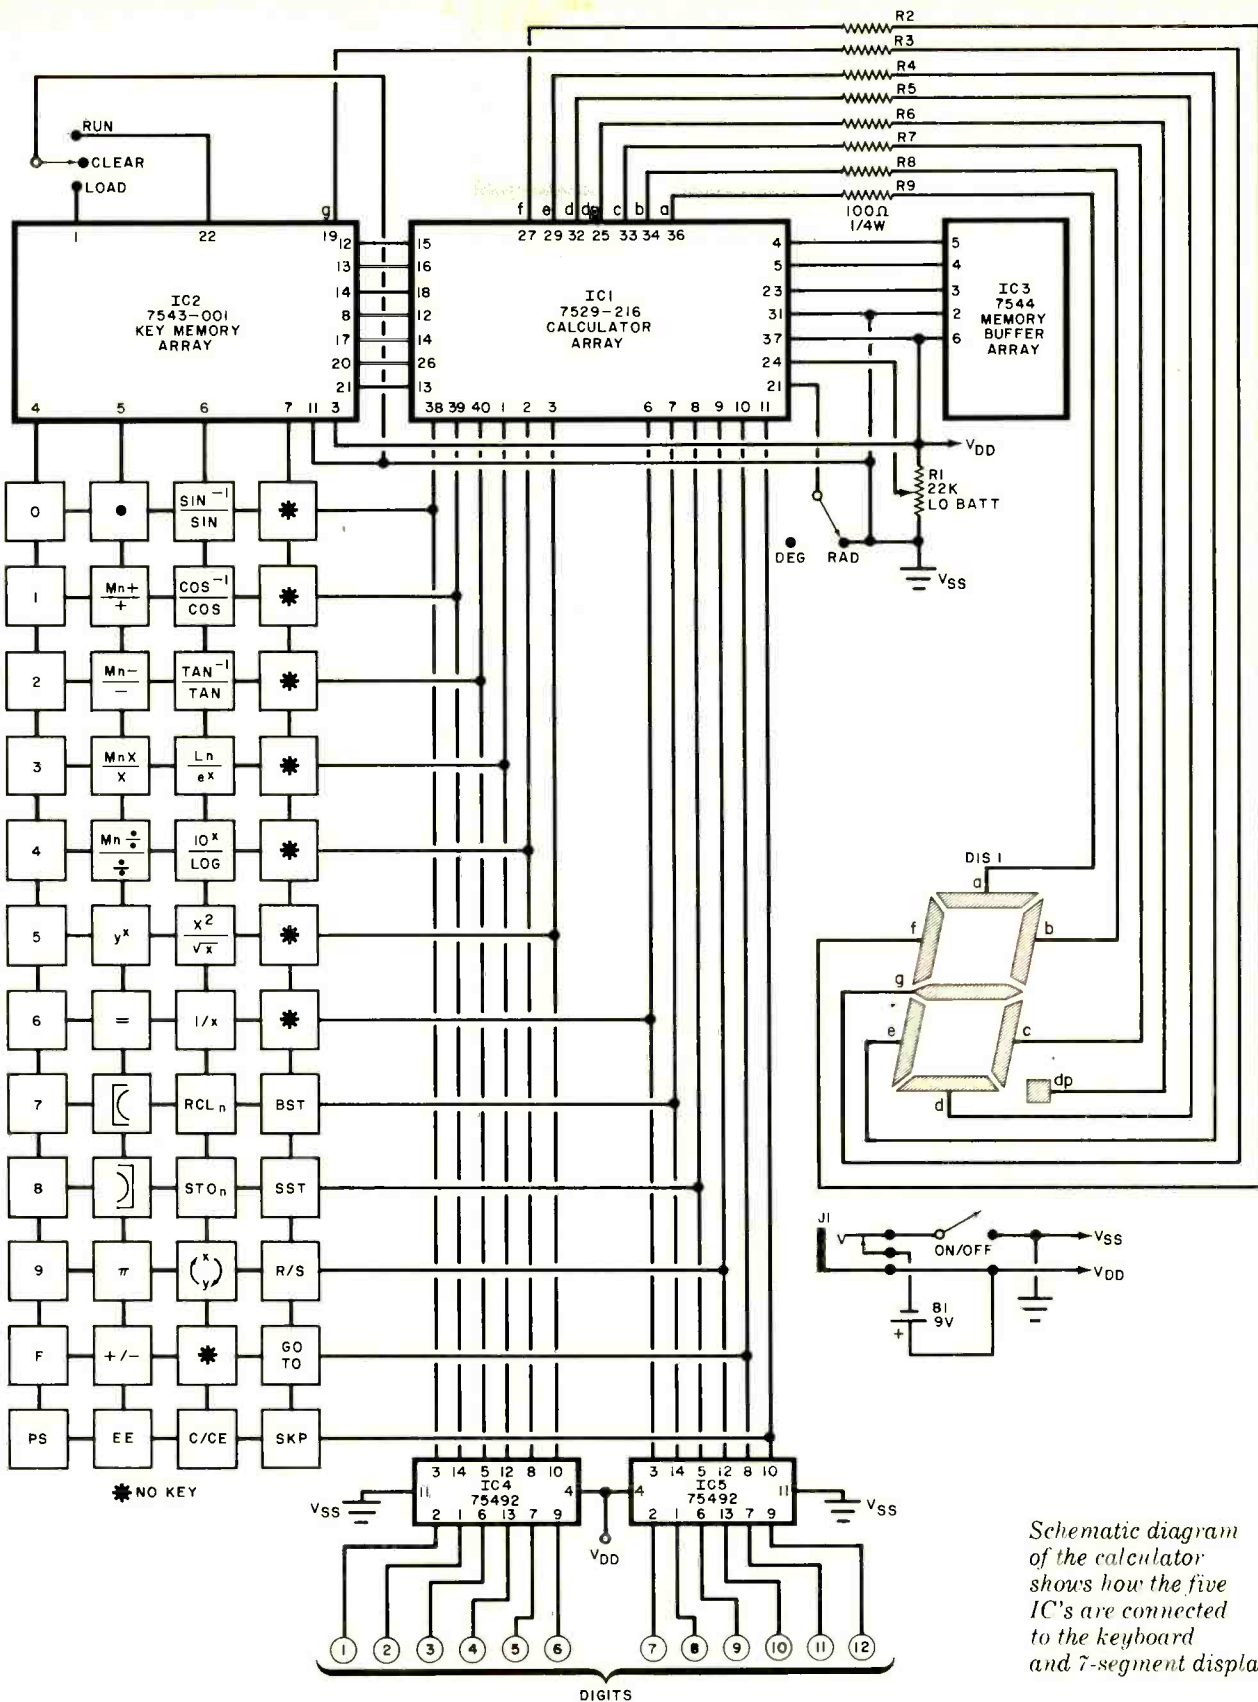 R2
R3
R4
R5
R6
R7
R8
R9
100Ω
1/4W
RUN
CLEAR
LOAD
g f e d dp c b a
1 22 19
27 29 32 25 33 34 36
IC2
7543-001
KEY MEMORY
ARRAY
12 15
13 16
14 18
8 12
17 14
20 26
21 13
IC1
7529-216
CALCULATOR
ARRAY
4 5
5 4
23 3
31 2
37 6
24
21
IC3
7544
MEMORY
BUFFER
ARRAY
4 5 6 7 11 3
38 39 40 1 2 3 6 7 8 9 10 11
VDD
R1
22K
LO BATT
DEG RAD
VSS
0 • SIN⁻¹ ✱
SIN
1 Mn+ COS⁻¹ ✱
+ COS
2 Mn− TAN⁻¹ ✱
− TAN
3 MnX Ln ✱
X eˣ
4 Mn÷ 10ˣ ✱
÷ LOG
5 yˣ X² ✱
√x
6 = 1/x ✱
7 [( RCLn BST
8 )] STOn SST
9 π x R/S
y
F +/− ✱ GO
TO
PS EE C/CE SKP
✱ NO KEY
DIS 1
a
f b
g
e c
d dp
J1
ON/OFF
VSS
VDD
B1
9V
+
3 14 5 12 8 10
IC4
75492
11 4
2 1 6 13 7 9
3 14 5 12 8 10
IC5
75492
4 11
2 1 6 13 7 9
VSS
VDD
VSS
1 2 3 4 5 6 7 8 9 10 11 12
DIGITS
Schematic diagram
of the calculator
shows how the five
IC's are connected
to the keyboard
and 7-segment displa